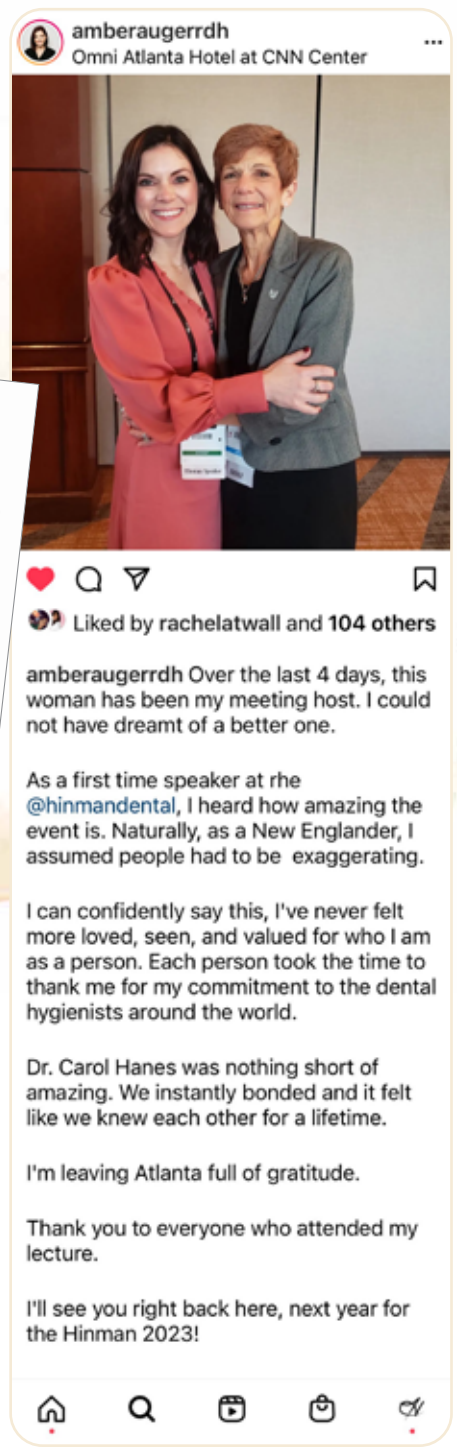 amberaugerrdh
Omni Atlanta Hotel at CNN Center
Liked by rachelatwall and 104 others
amberaugerrdh Over the last 4 days, this
woman has been my meeting host. I could
not have dreamt of a better one.
As a first time speaker at rhe
@hinmandental, I heard how amazing the
event is. Naturally, as a New Englander, I
assumed people had to be  exaggerating.
I can confidently say this, I've never felt
more loved, seen, and valued for who I am
as a person. Each person took the time to
thank me for my commitment to the dental
hygienists around the world.
Dr. Carol Hanes was nothing short of
amazing. We instantly bonded and it felt
like we knew each other for a lifetime.
I'm leaving Atlanta full of gratitude.
Thank you to everyone who attended my
lecture.
I'll see you right back here, next year for
the Hinman 2023!